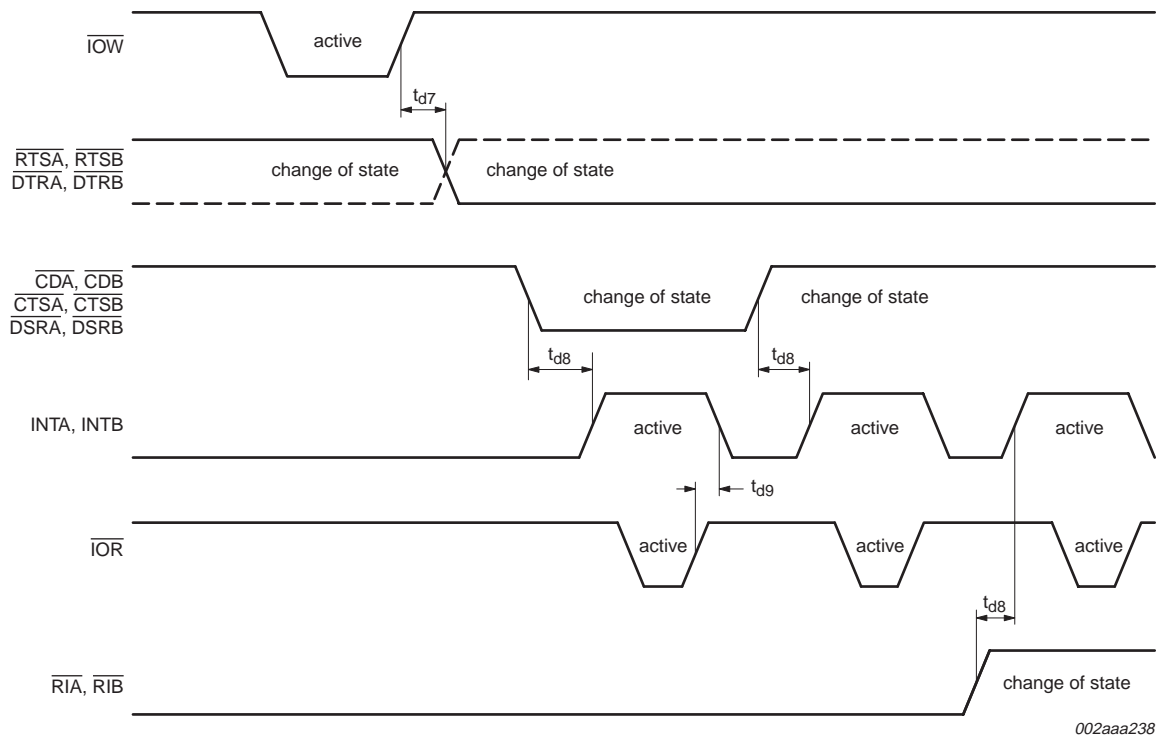 IOW
active
td7
RTSA, RTSB
DTRA, DTRB
change of state
change of state
CDA, CDB
CTSA, CTSB
DSRA, DSRB
change of state
change of state
td8
td8
INTA, INTB
active
active
active
td9
IOR
active
active
active
td8
RIA, RIB
change of state
002aaa238